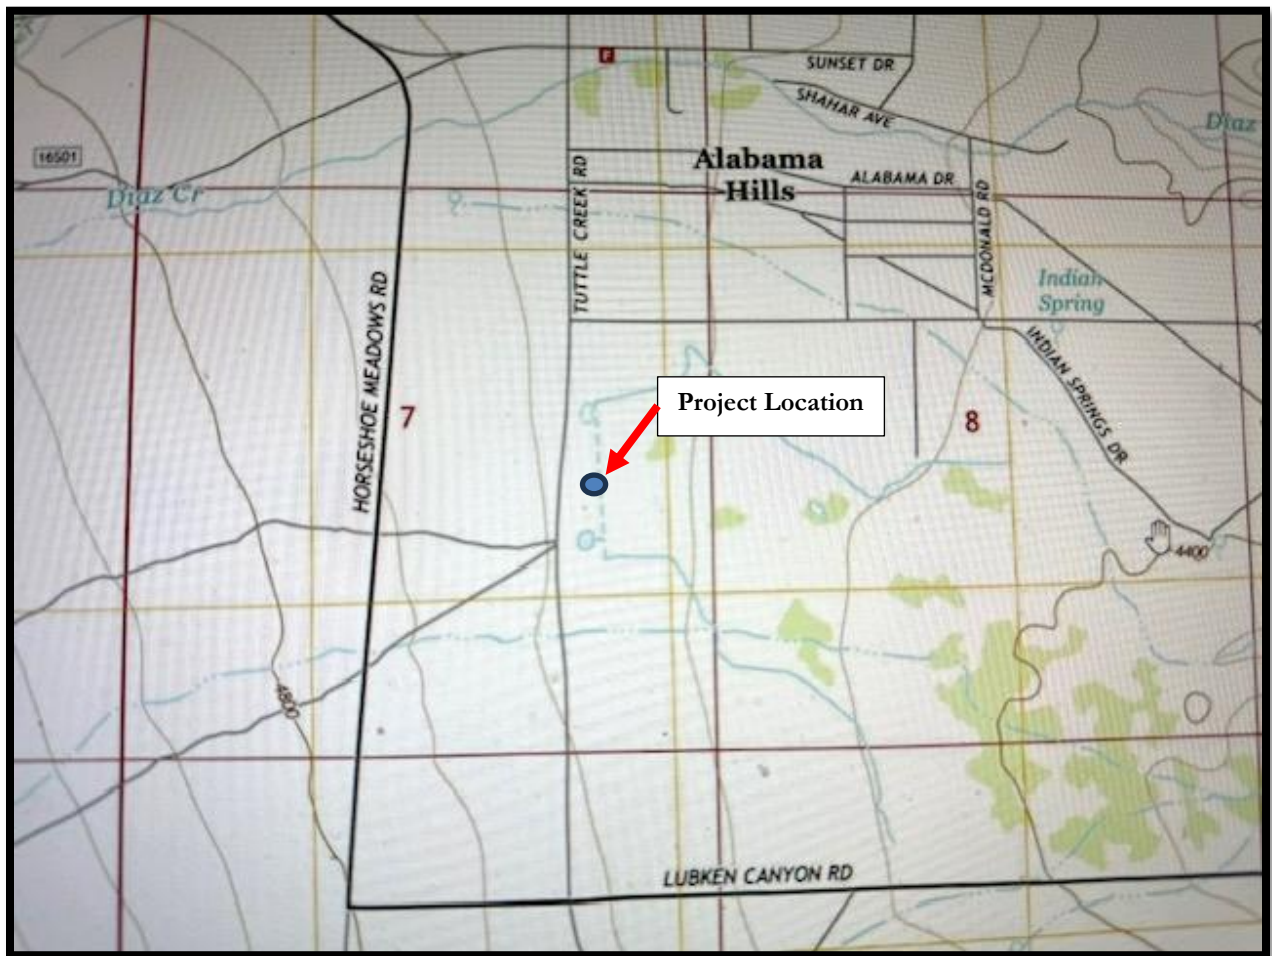 F
SUNSET DR
SHAHAR AVE
Diaz
16S01
Alabama
Hills
ALABAMA DR
Diaz Cr
TUTTLE CREEK RD
MCDONALD RD
HORSESHOE MEADOWS RD
Indian
Spring
INDIAN SPRINGS DR
Project Location
7
8
4400
4800
LUBKEN CANYON RD